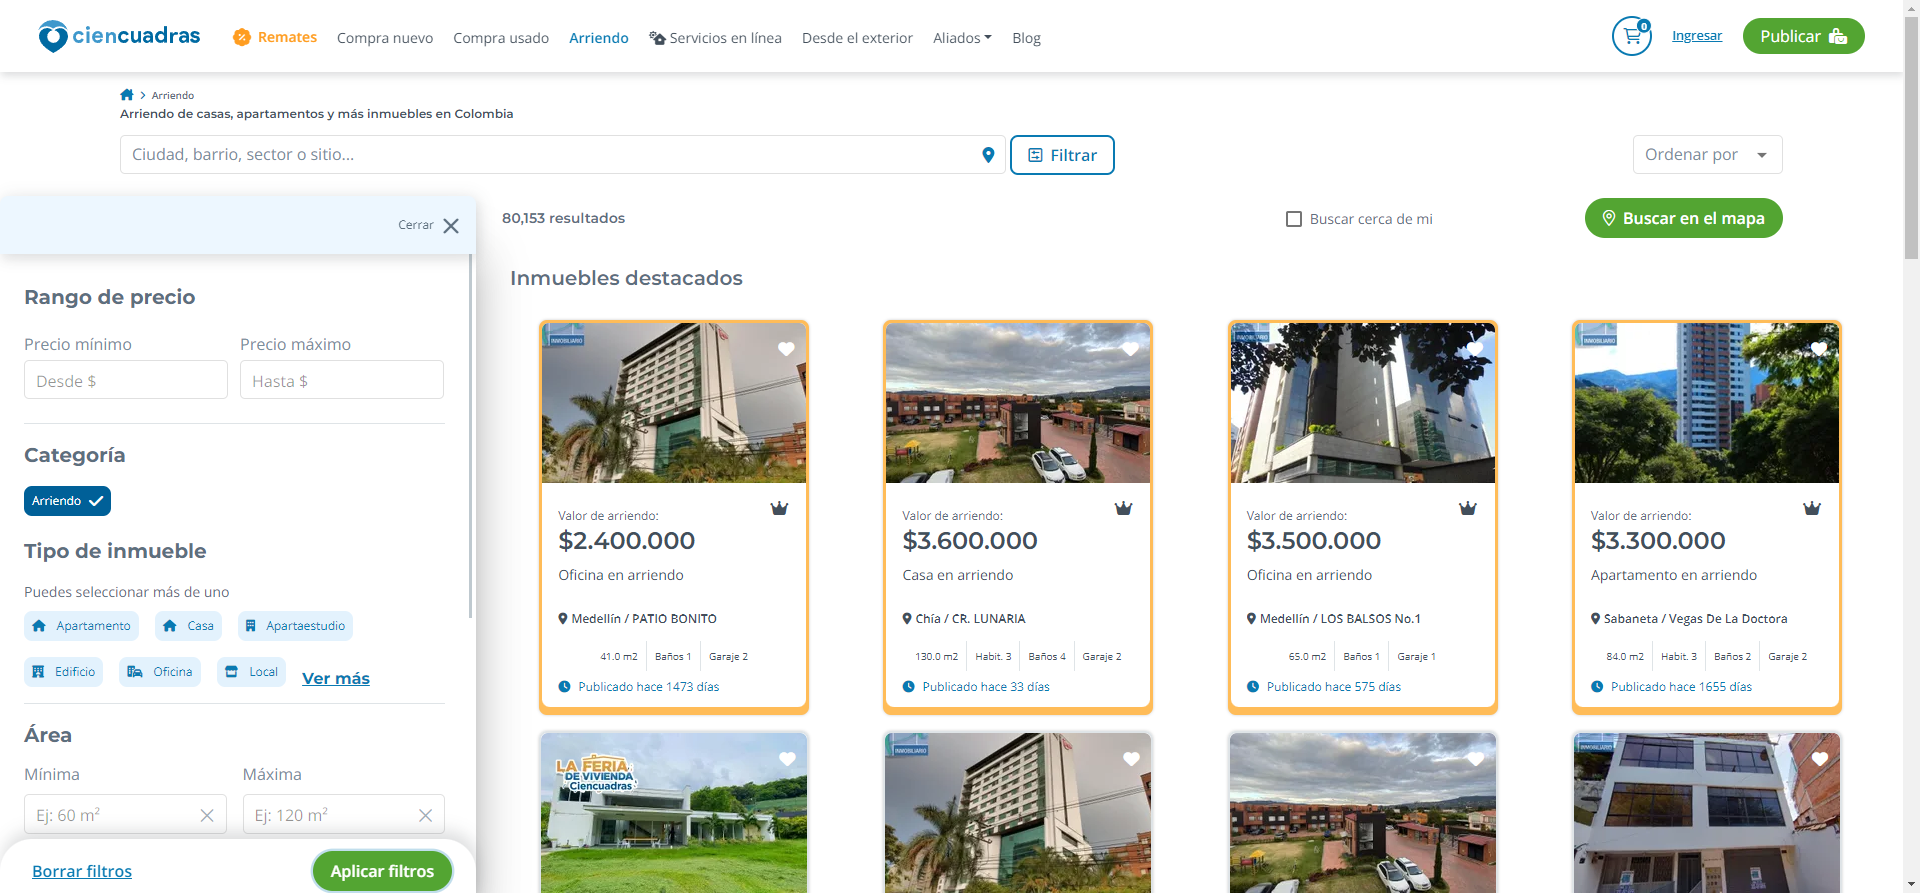 ciencuadras
Remates
Compra nuevo
Compra usado
Arriendo
Servicios en línea
Desde el exterior
Aliados
Blog
0
Ingresar
Publicar
Arriendo
Arriendo de casas, apartamentos y más inmuebles en Colombia
Ciudad, barrio, sector o sitio...
Filtrar
Ordenar por
Cerrar
80,153 resultados
Buscar cerca de mi
Buscar en el mapa
Rango de precio
Precio mínimo
Precio máximo
Desde $
Hasta $
Categoría
Arriendo
Tipo de inmueble
Puedes seleccionar más de uno
Apartamento
Casa
Apartaestudio
Edificio
Oficina
Local
Ver más
Área
Mínima
Máxima
Ej: 60 m²
Ej: 120 m²
Borrar filtros
Aplicar filtros
Inmuebles destacados
INMOBILIARIO
Valor de arriendo:
$2.400.000
Oficina en arriendo
Medellín / PATIO BONITO
41.0 m2
Baños 1
Garaje 2
Publicado hace 1473 días
Valor de arriendo:
$3.600.000
Casa en arriendo
Chía / CR. LUNARIA
130.0 m2
Habit. 3
Baños 4
Garaje 2
Publicado hace 33 días
INMOBILIARIO
Valor de arriendo:
$3.500.000
Oficina en arriendo
Medellín / LOS BALSOS No.1
65.0 m2
Baños 1
Garaje 1
Publicado hace 575 días
INMOBILIARIO
Valor de arriendo:
$3.300.000
Apartamento en arriendo
Sabaneta / Vegas De La Doctora
84.0 m2
Habit. 3
Baños 2
Garaje 2
Publicado hace 1655 días
LA FERIA
DE VIVIENDA
Ciencuadras
INMOBILIARIO
INMOBILIARIO